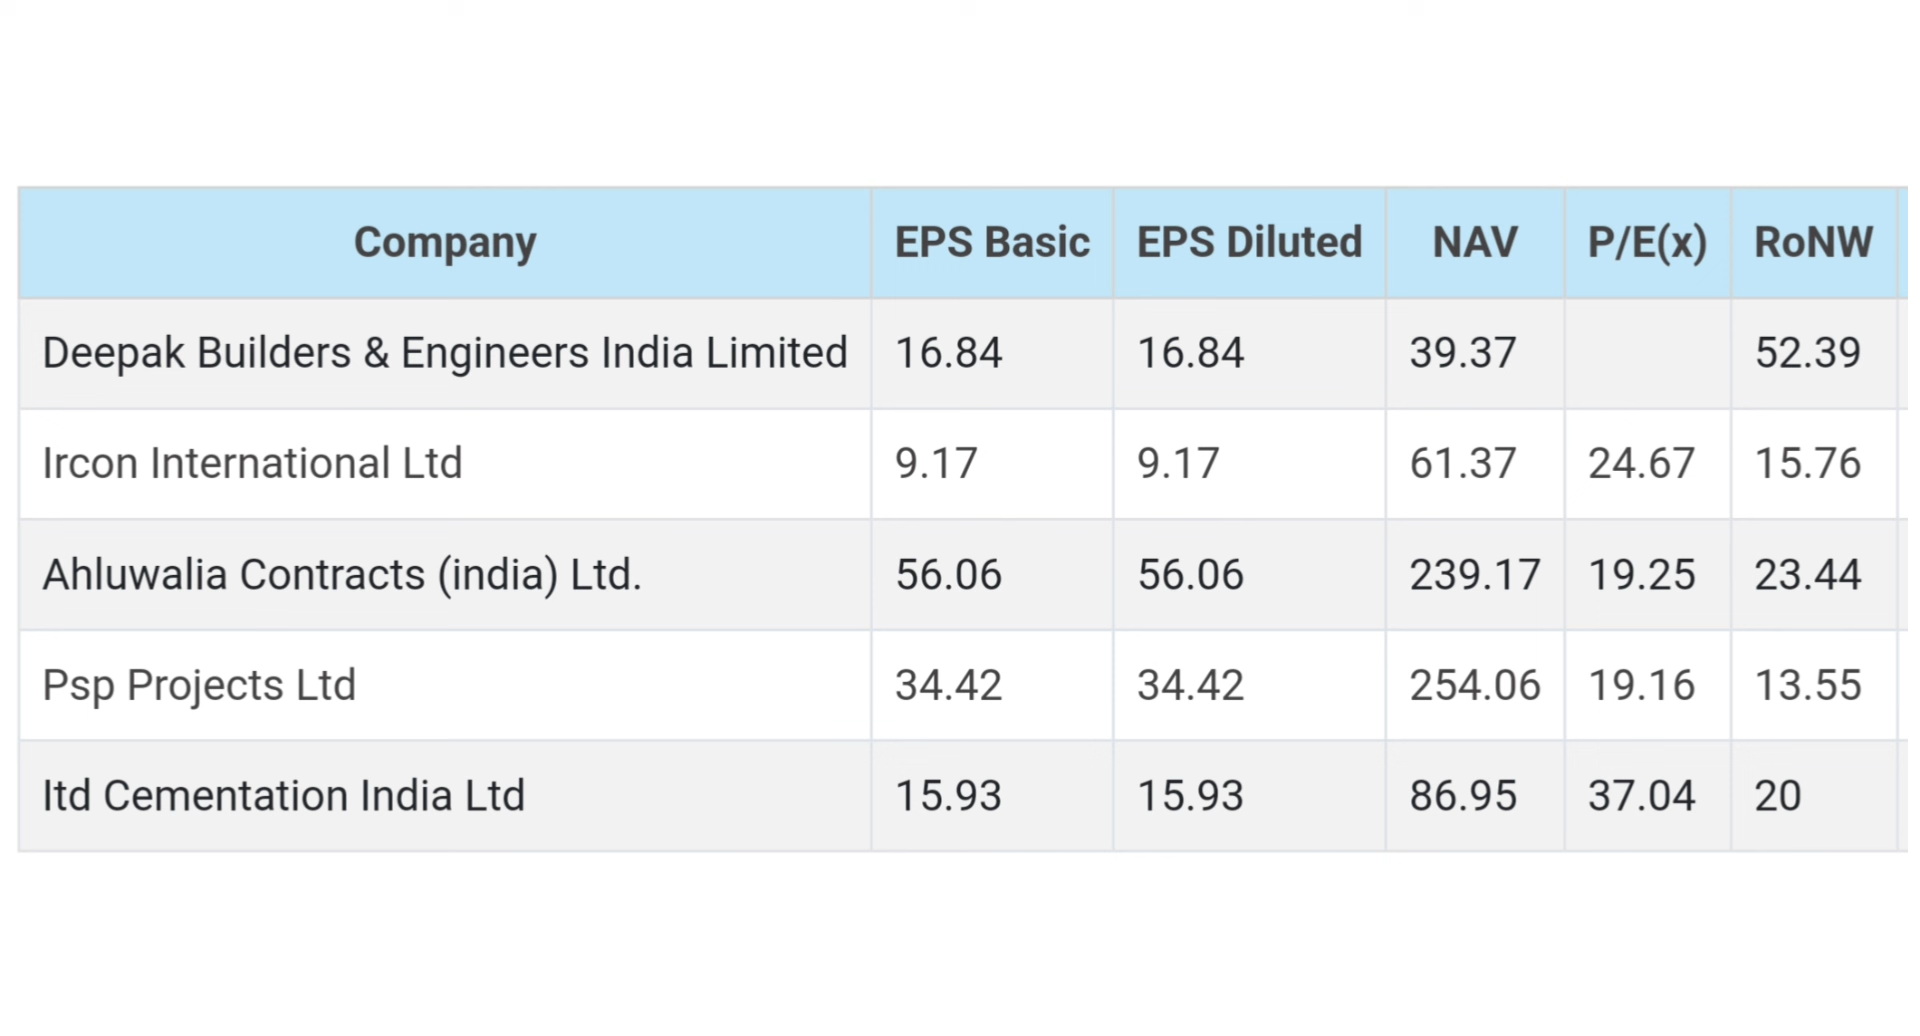 Company EPS Basic EPS Diluted NAV P/E(x) RoNW
Deepak Builders & Engineers India Limited 16.84 16.84 39.37 52.39
Ircon International Ltd 9.17 9.17 61.37 24.67 15.76
Ahluwalia Contracts (india) Ltd. 56.06 56.06 239.17 19.25 23.44
Psp Projects Ltd 34.42 34.42 254.06 19.16 13.55
Itd Cementation India Ltd 15.93 15.93 86.95 37.04 20